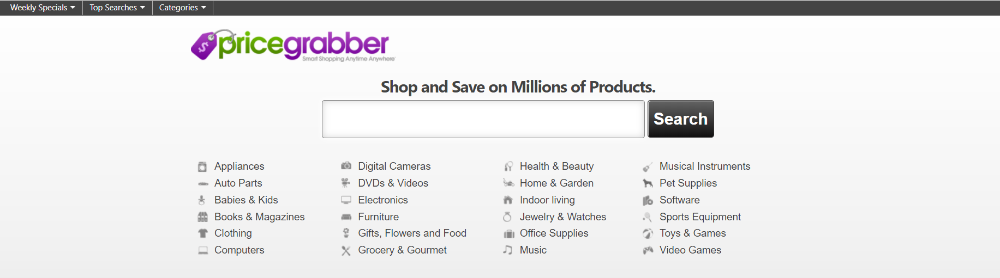 Weekly Specials Top Searches Categories
$
pricegrabber
Smart Shopping Anytime Anywhere
Shop and Save on Millions of Products.
Search
Appliances Digital Cameras Health & Beauty Musical Instruments
Auto Parts DVDs & Videos Home & Garden Pet Supplies
Babies & Kids Electronics Indoor living Software
Books & Magazines Furniture Jewelry & Watches Sports Equipment
Clothing Gifts, Flowers and Food Office Supplies Toys & Games
Computers Grocery & Gourmet Music Video Games